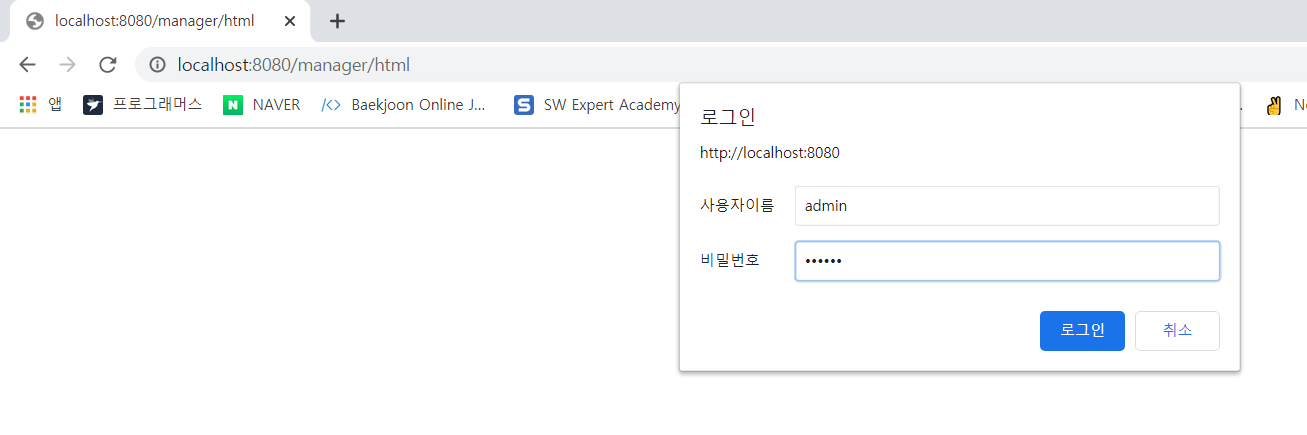 localhost:8080/manager/html
localhost:8080/manager/html
앱 프로그래머스 NAVER Baekjoon Online J... SW Expert Academy
로그인
http://localhost:8080
사용자이름 admin
비밀번호 ••••••
로그인 취소